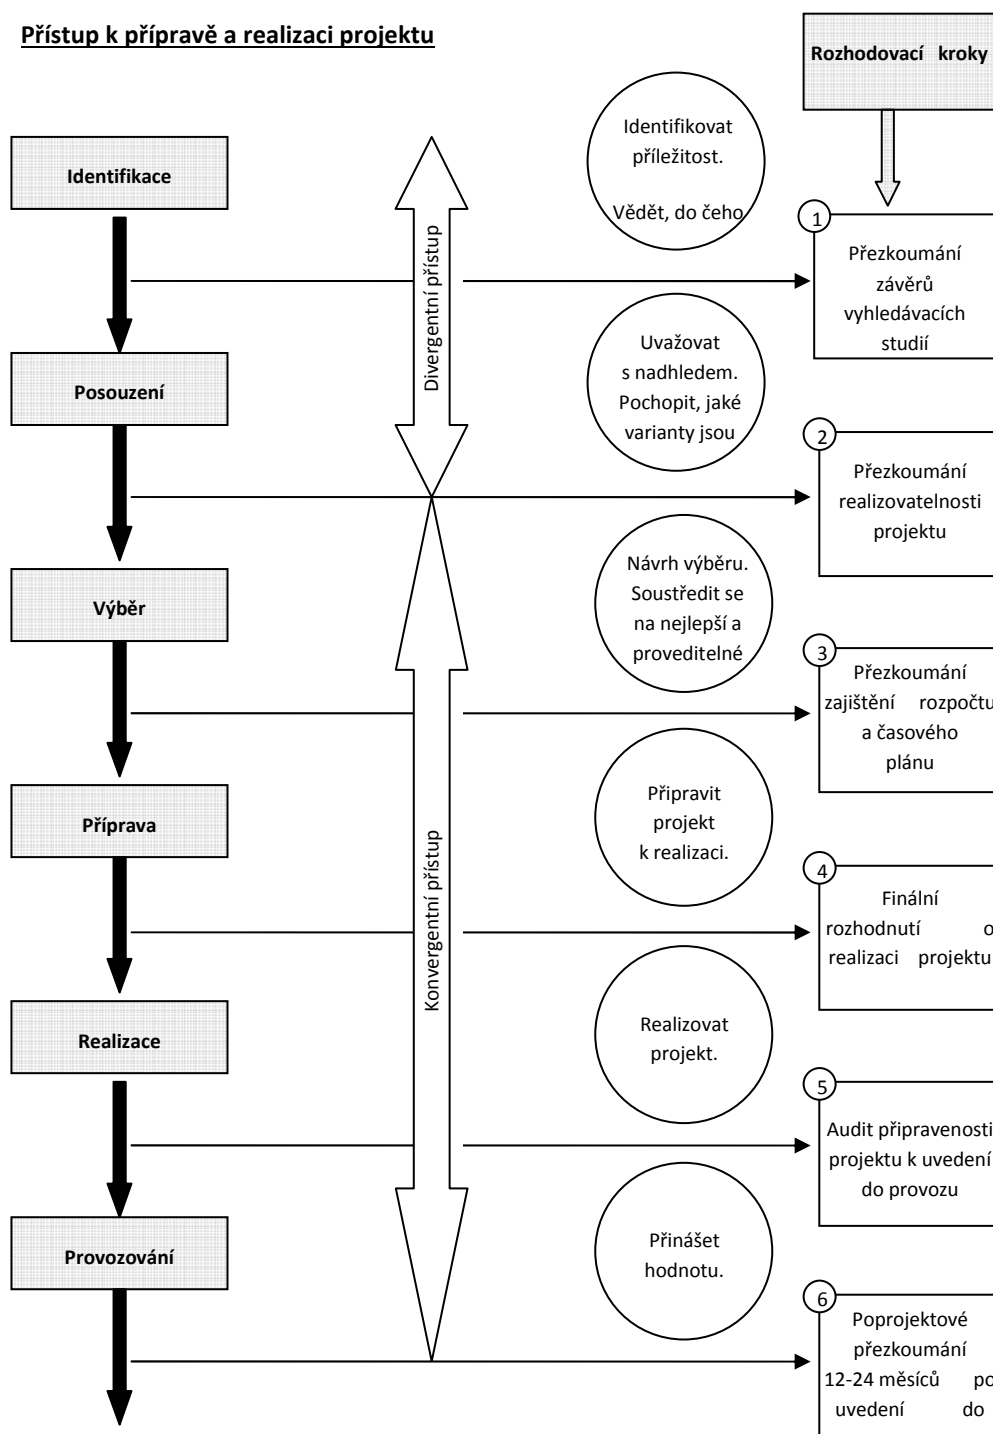 Přístup k přípravě a realizaci projektu
Rozhodovací kroky
Identifikace
Identifikovat
příležitost.
Vědět, do čeho
1
Přezkoumání
závěrů
vyhledávacích
studií
Divergentní přístup
Posouzení
Uvažovat
s nadhledem.
Pochopit, jaké
varianty jsou
2
Přezkoumání
realizovatelnosti
projektu
Výběr
Návrh výběru.
Soustředit se
na nejlepší a
proveditelné
3
Přezkoumání
zajištění rozpočtu
a časového
plánu
Příprava
Připravit
projekt
k realizaci.
Konvergentní přístup
4
Finální
rozhodnutí o
realizaci projektu
Realizace
Realizovat
projekt.
5
Audit připravenosti
projektu k uvedení
do provozu
Provozování
Přinášet
hodnotu.
6
Poprojektové
přezkoumání
12-24 měsíců po
uvedení do